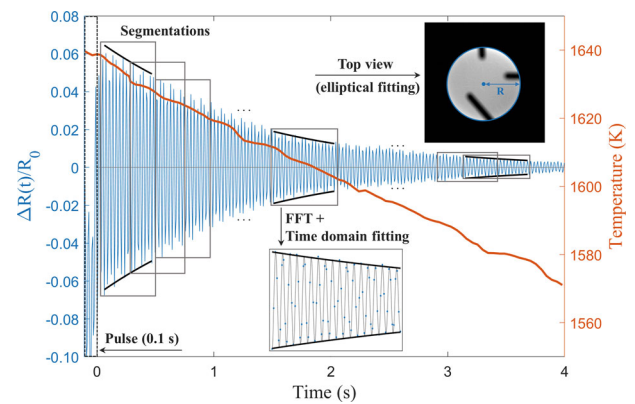 Segmentations
Top view
(elliptical fitting)
R
...
...
...
...
FFT +
Time domain fitting
Pulse (0.1 s)
ΔR(t)/R0
0.08
0.06
0.04
0.02
0
-0.02
-0.04
-0.06
-0.08
-0.10
0
1
2
3
4
Time (s)
1640
1620
1600
1580
1560
Temperature (K)